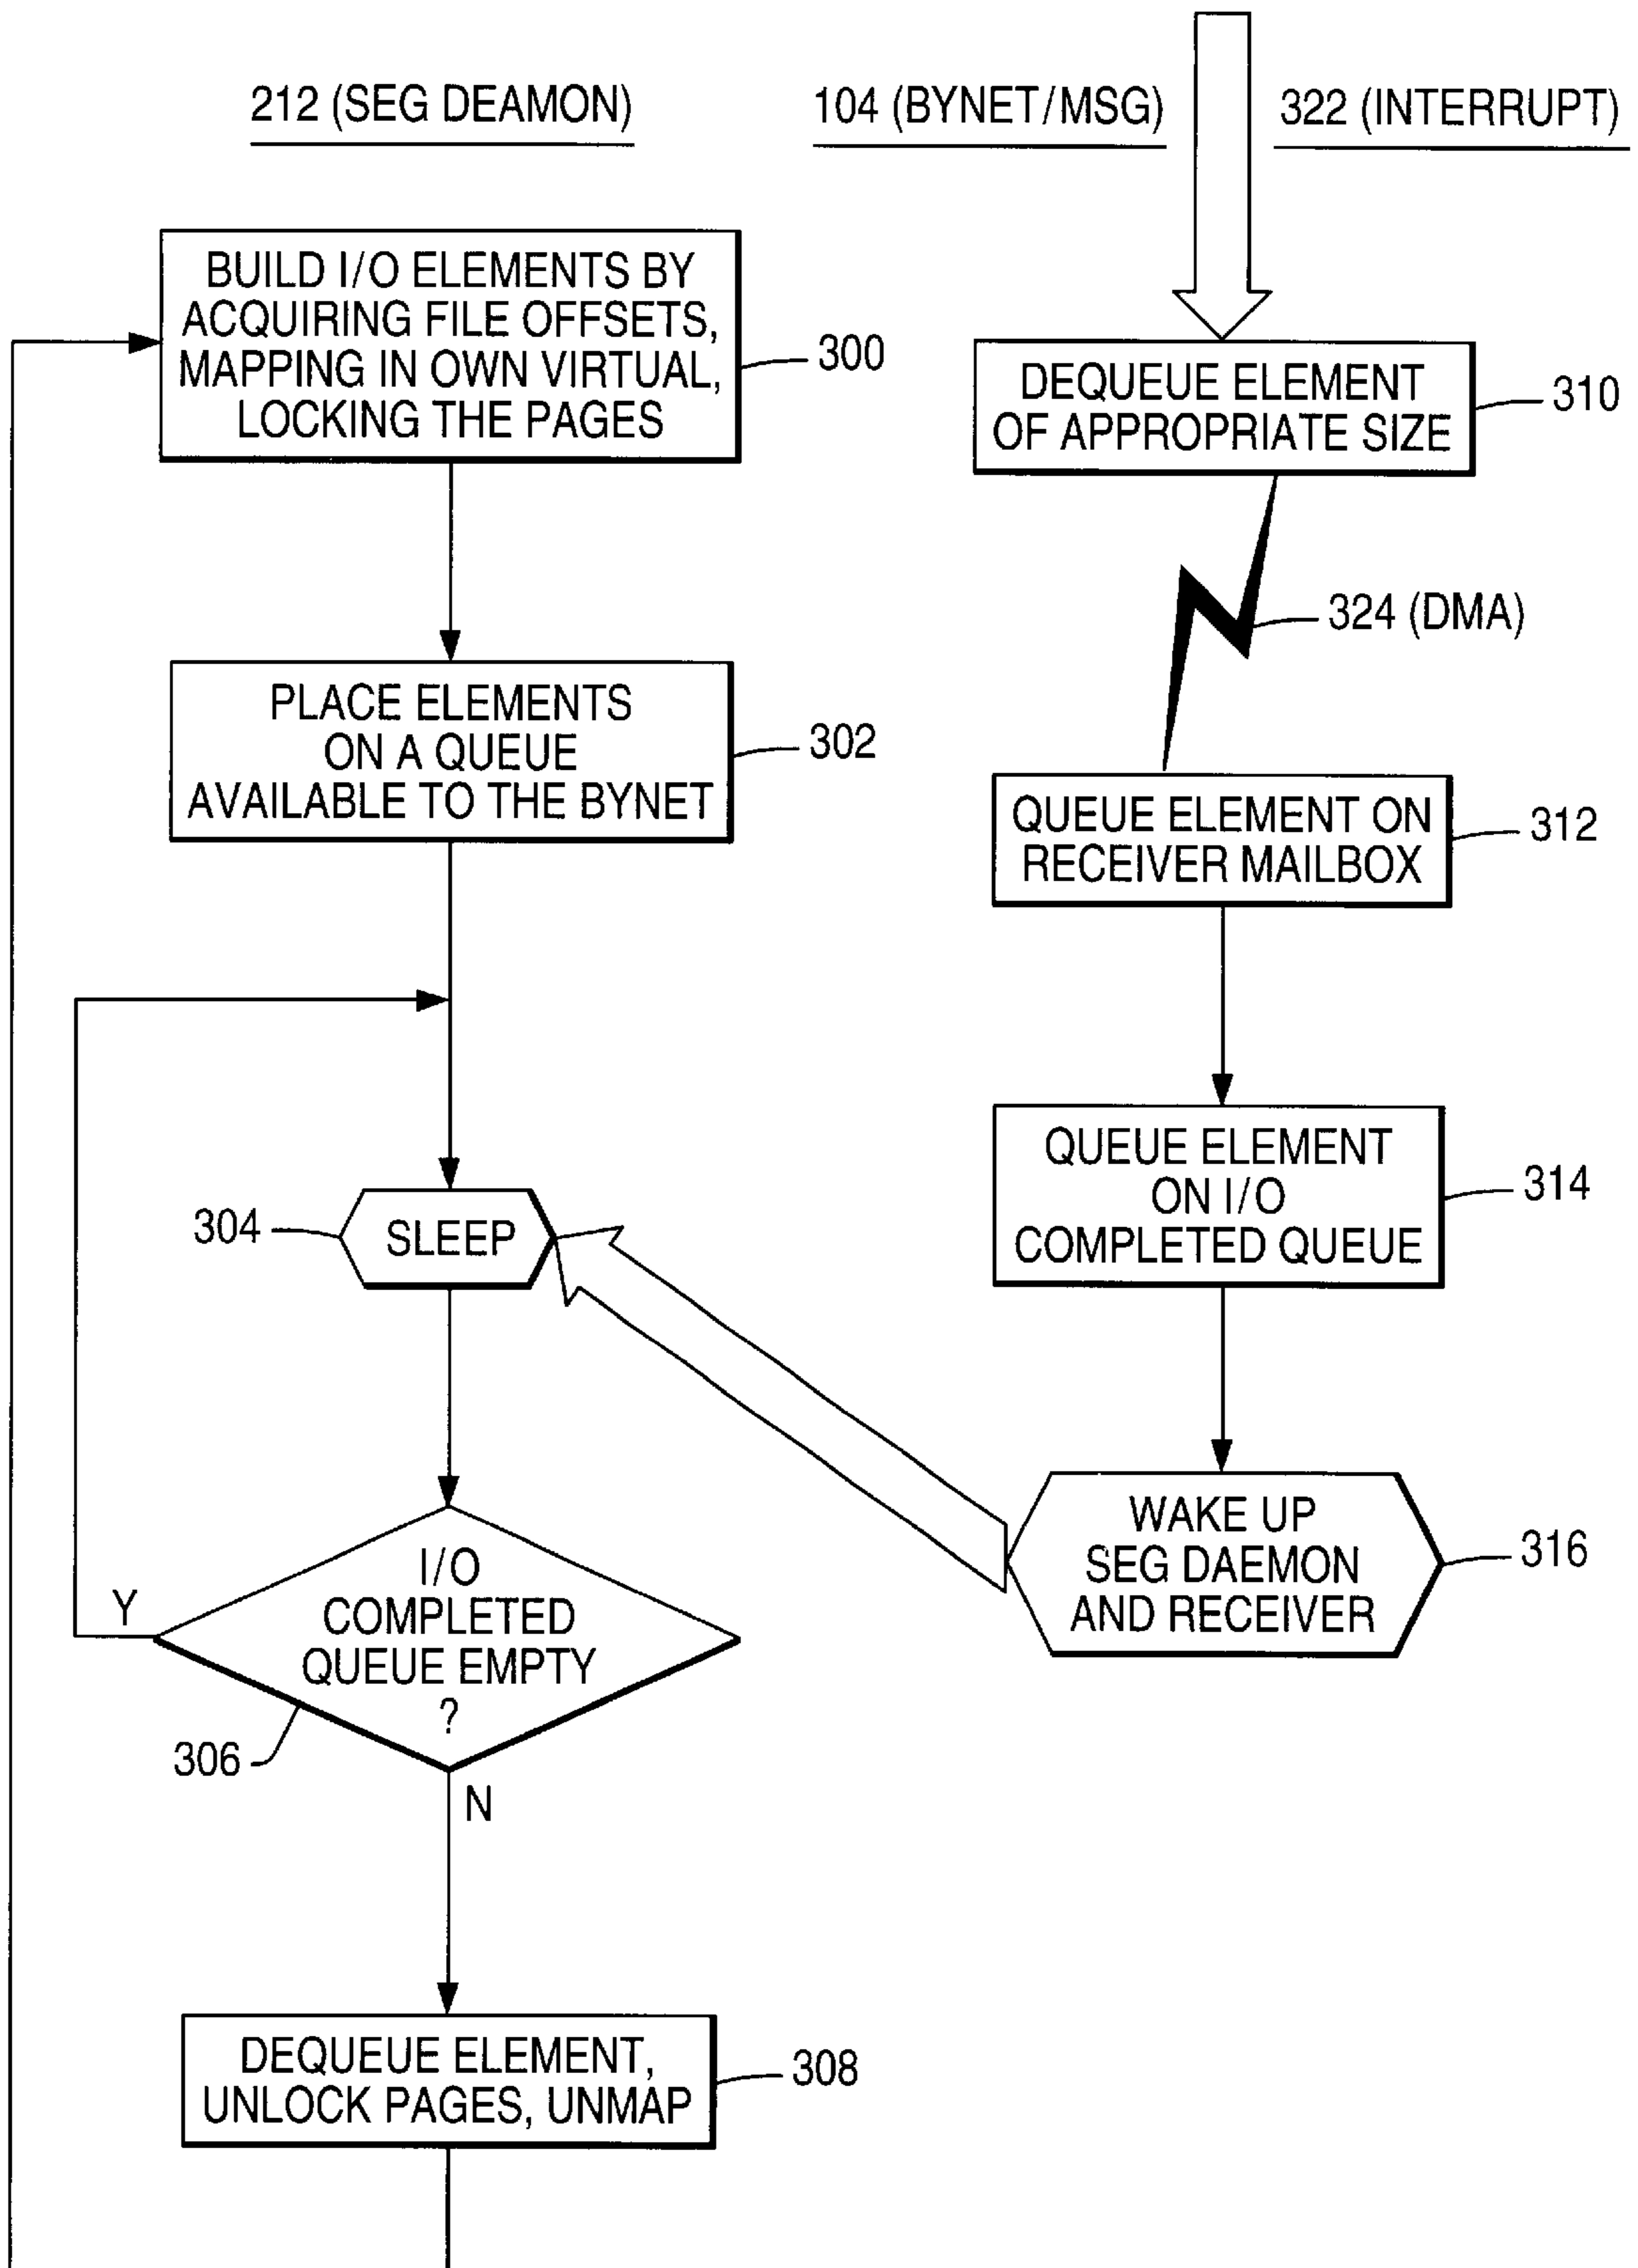 212 (SEG DEAMON)
104 (BYNET/MSG)
322 (INTERRUPT)
BUILD I/O ELEMENTS BY
ACQUIRING FILE OFFSETS,
MAPPING IN OWN VIRTUAL,
LOCKING THE PAGES
300
PLACE ELEMENTS
ON A QUEUE
AVAILABLE TO THE BYNET
302
304
SLEEP
I/O
COMPLETED
QUEUE EMPTY
?
Y
306
N
DEQUEUE ELEMENT,
UNLOCK PAGES, UNMAP
308
DEQUEUE ELEMENT
OF APPROPRIATE SIZE
310
324 (DMA)
QUEUE ELEMENT ON
RECEIVER MAILBOX
312
QUEUE ELEMENT
ON I/O
COMPLETED QUEUE
314
WAKE UP
SEG DAEMON
AND RECEIVER
316